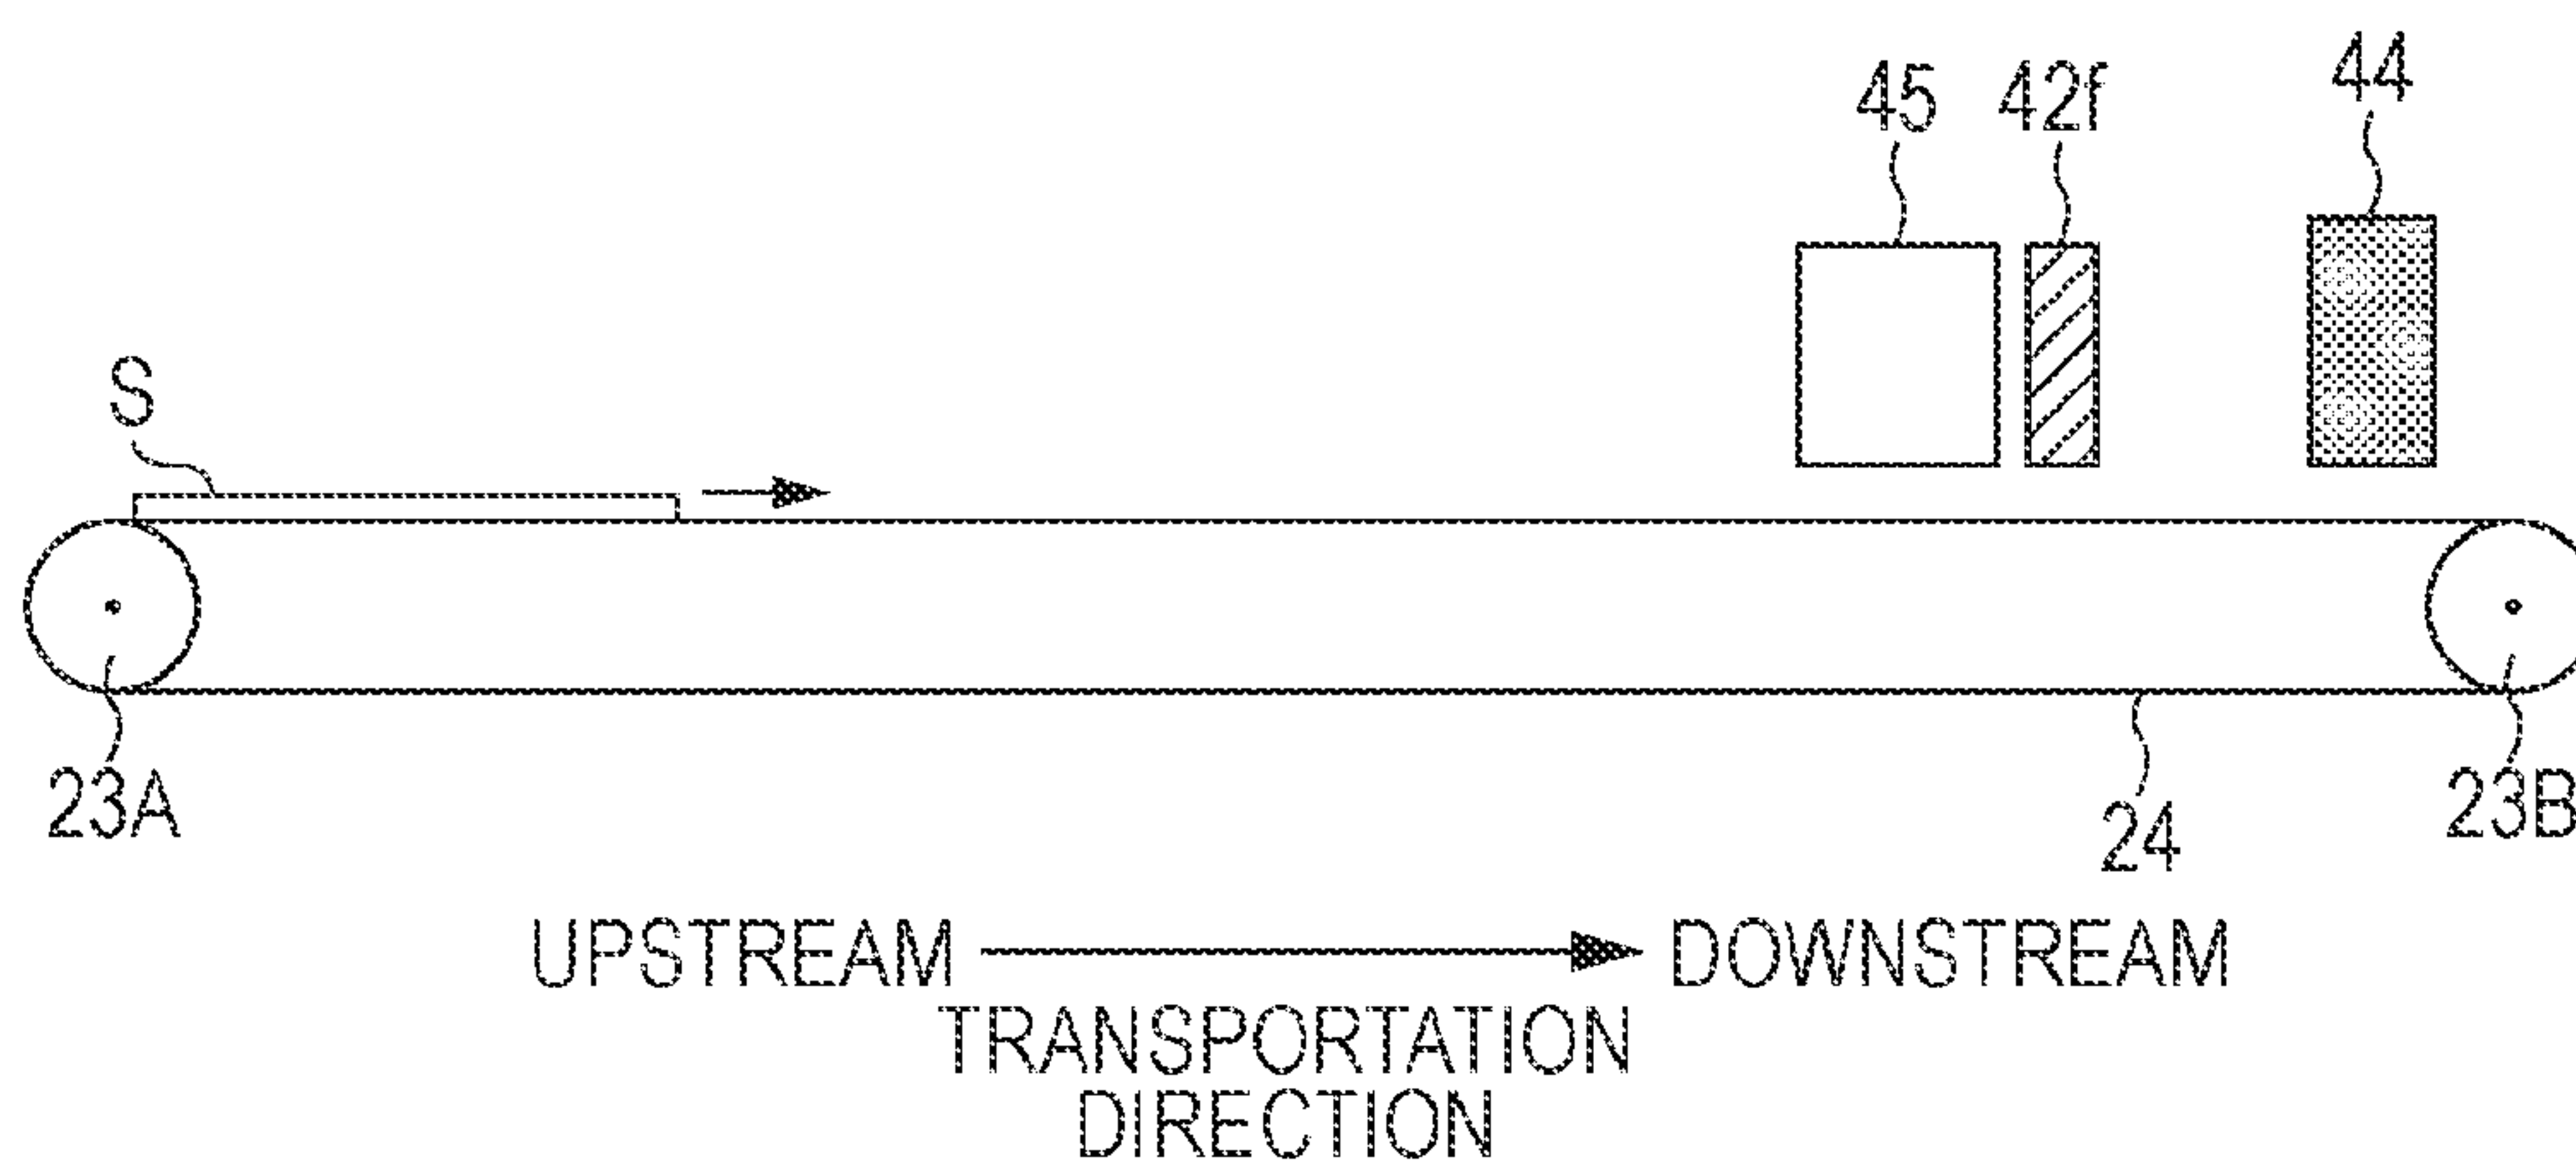 44
45 42f
S
23A 24 23B
UPSTREAM DOWNSTREAM
TRANSPORTATION
DIRECTION